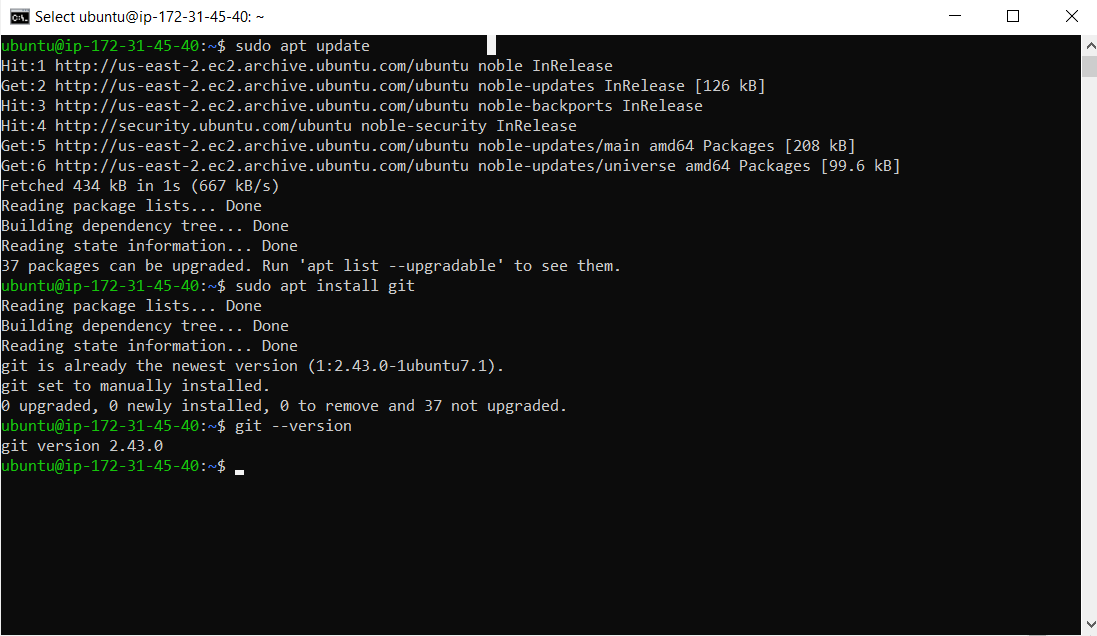 Select ubuntu@ip-172-31-45-40: ~
ubuntu@ip-172-31-45-40:~$ sudo apt update
Hit:1 http://us-east-2.ec2.archive.ubuntu.com/ubuntu noble InRelease
Get:2 http://us-east-2.ec2.archive.ubuntu.com/ubuntu noble-updates InRelease [126 kB]
Hit:3 http://us-east-2.ec2.archive.ubuntu.com/ubuntu noble-backports InRelease
Hit:4 http://security.ubuntu.com/ubuntu noble-security InRelease
Get:5 http://us-east-2.ec2.archive.ubuntu.com/ubuntu noble-updates/main amd64 Packages [208 kB]
Get:6 http://us-east-2.ec2.archive.ubuntu.com/ubuntu noble-updates/universe amd64 Packages [99.6 kB]
Fetched 434 kB in 1s (667 kB/s)
Reading package lists... Done
Building dependency tree... Done
Reading state information... Done
37 packages can be upgraded. Run 'apt list --upgradable' to see them.
ubuntu@ip-172-31-45-40:~$ sudo apt install git
Reading package lists... Done
Building dependency tree... Done
Reading state information... Done
git is already the newest version (1:2.43.0-1ubuntu7.1).
git set to manually installed.
0 upgraded, 0 newly installed, 0 to remove and 37 not upgraded.
ubuntu@ip-172-31-45-40:~$ git --version
git version 2.43.0
ubuntu@ip-172-31-45-40:~$